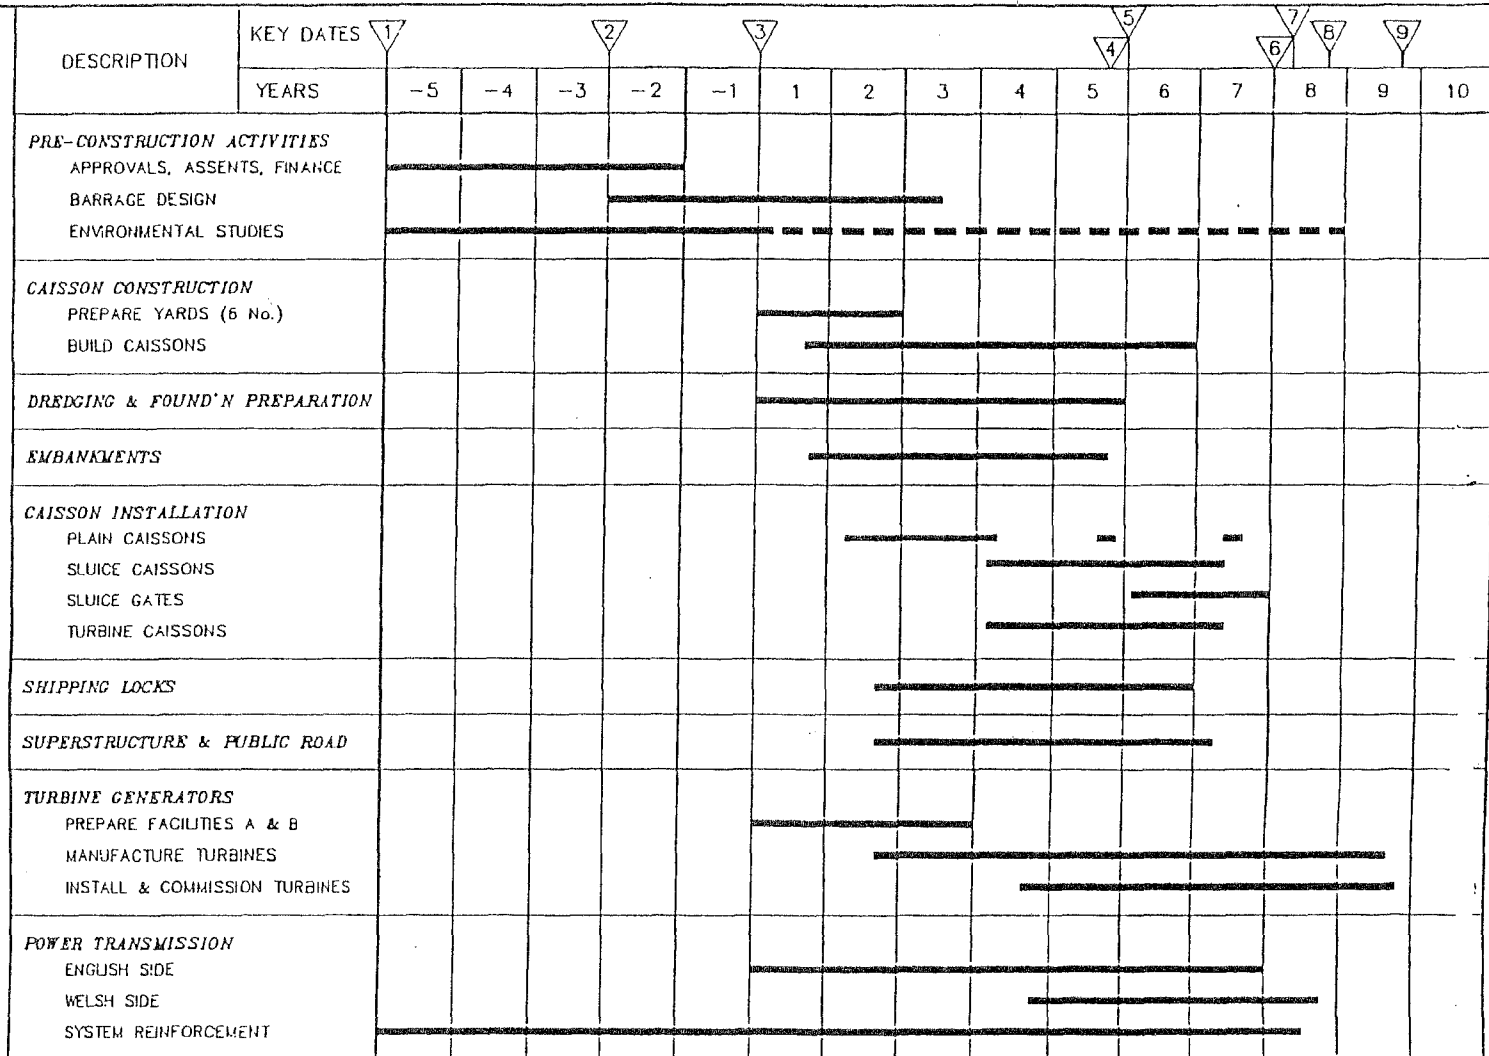 KEY DATES 1 2 3 4 5 6 7 8 9
DESCRIPTION
YEARS -5 -4 -3 -2 -1 1 2 3 4 5 6 7 8 9 10
PRE-CONSTRUCTION ACTIVITIES
APPROVALS, ASSENTS, FINANCE
BARRAGE DESIGN
ENVIRONMENTAL STUDIES
CAISSON CONSTRUCTION
PREPARE YARDS (6 No.)
BUILD CAISSONS
DREDGING & FOUND'N PREPARATION
EMBANKMENTS
CAISSON INSTALLATION
PLAIN CAISSONS
SLUICE CAISSONS
SLUICE GATES
TURBINE CAISSONS
SHIPPING LOCKS
SUPERSTRUCTURE & PUBLIC ROAD
TURBINE GENERATORS
PREPARE FACILITIES A & B
MANUFACTURE TURBINES
INSTALL & COMMISSION TURBINES
POWER TRANSMISSION
ENGLISH SIDE
WELSH SIDE
SYSTEM REINFORCEMENT